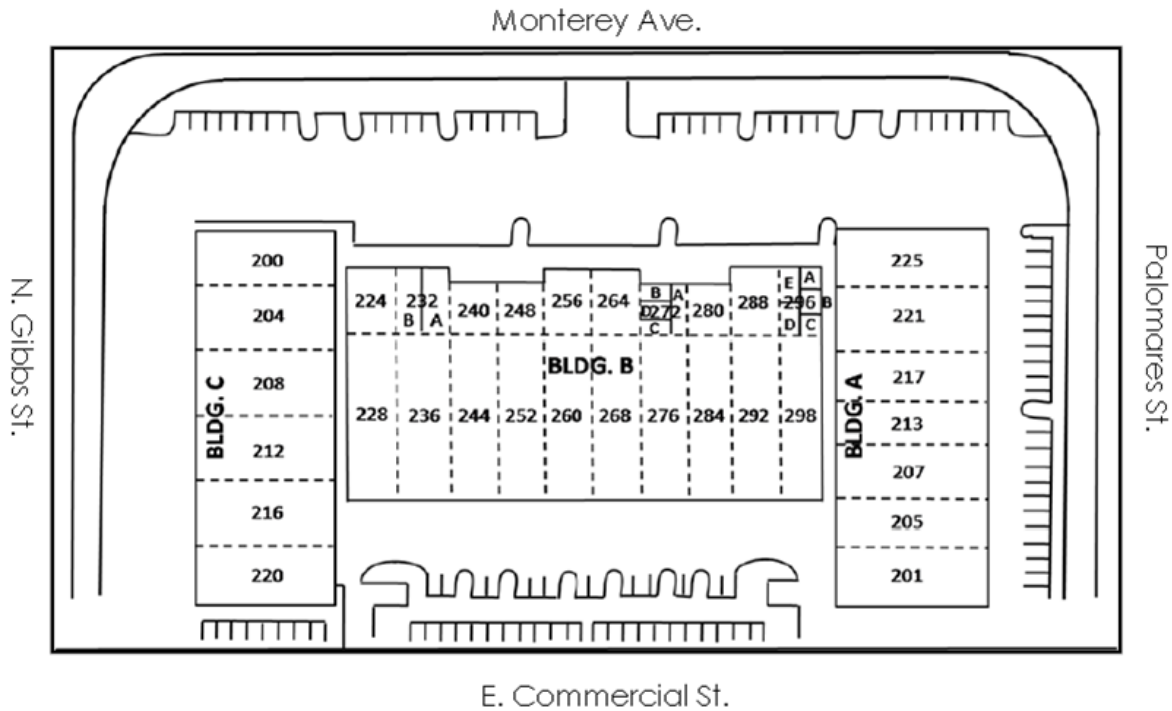 Monterey Ave.
N. Gibbs St.
Palomares St.
BLDG. C
200
204
208
212
216
220
BLDG. B
224
232
B
A
240
248
256
264
B
A
D
272
C
280
288
E
A
296
B
D
C
228
236
244
252
260
268
276
284
292
298
BLDG. A
225
221
217
213
207
205
201
E. Commercial St.